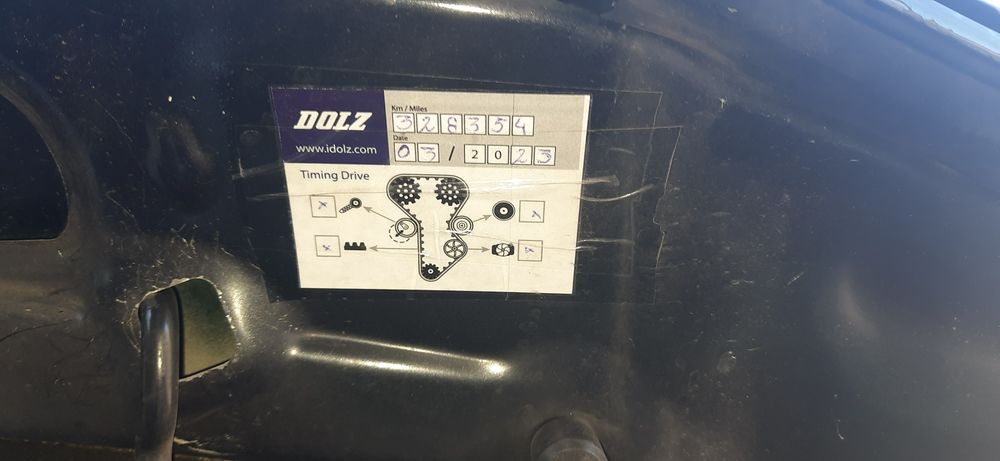 DOLZ
www.idolz.com
Km / Miles
328354
Date
03 / 2023
Timing Drive
x
x
x
x